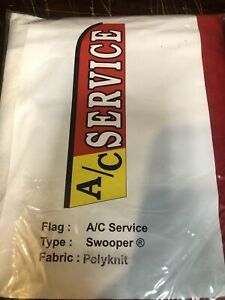 A/C SERVICE
Flag : A/C Service
Type : Swooper ®
Fabric : Polyknit